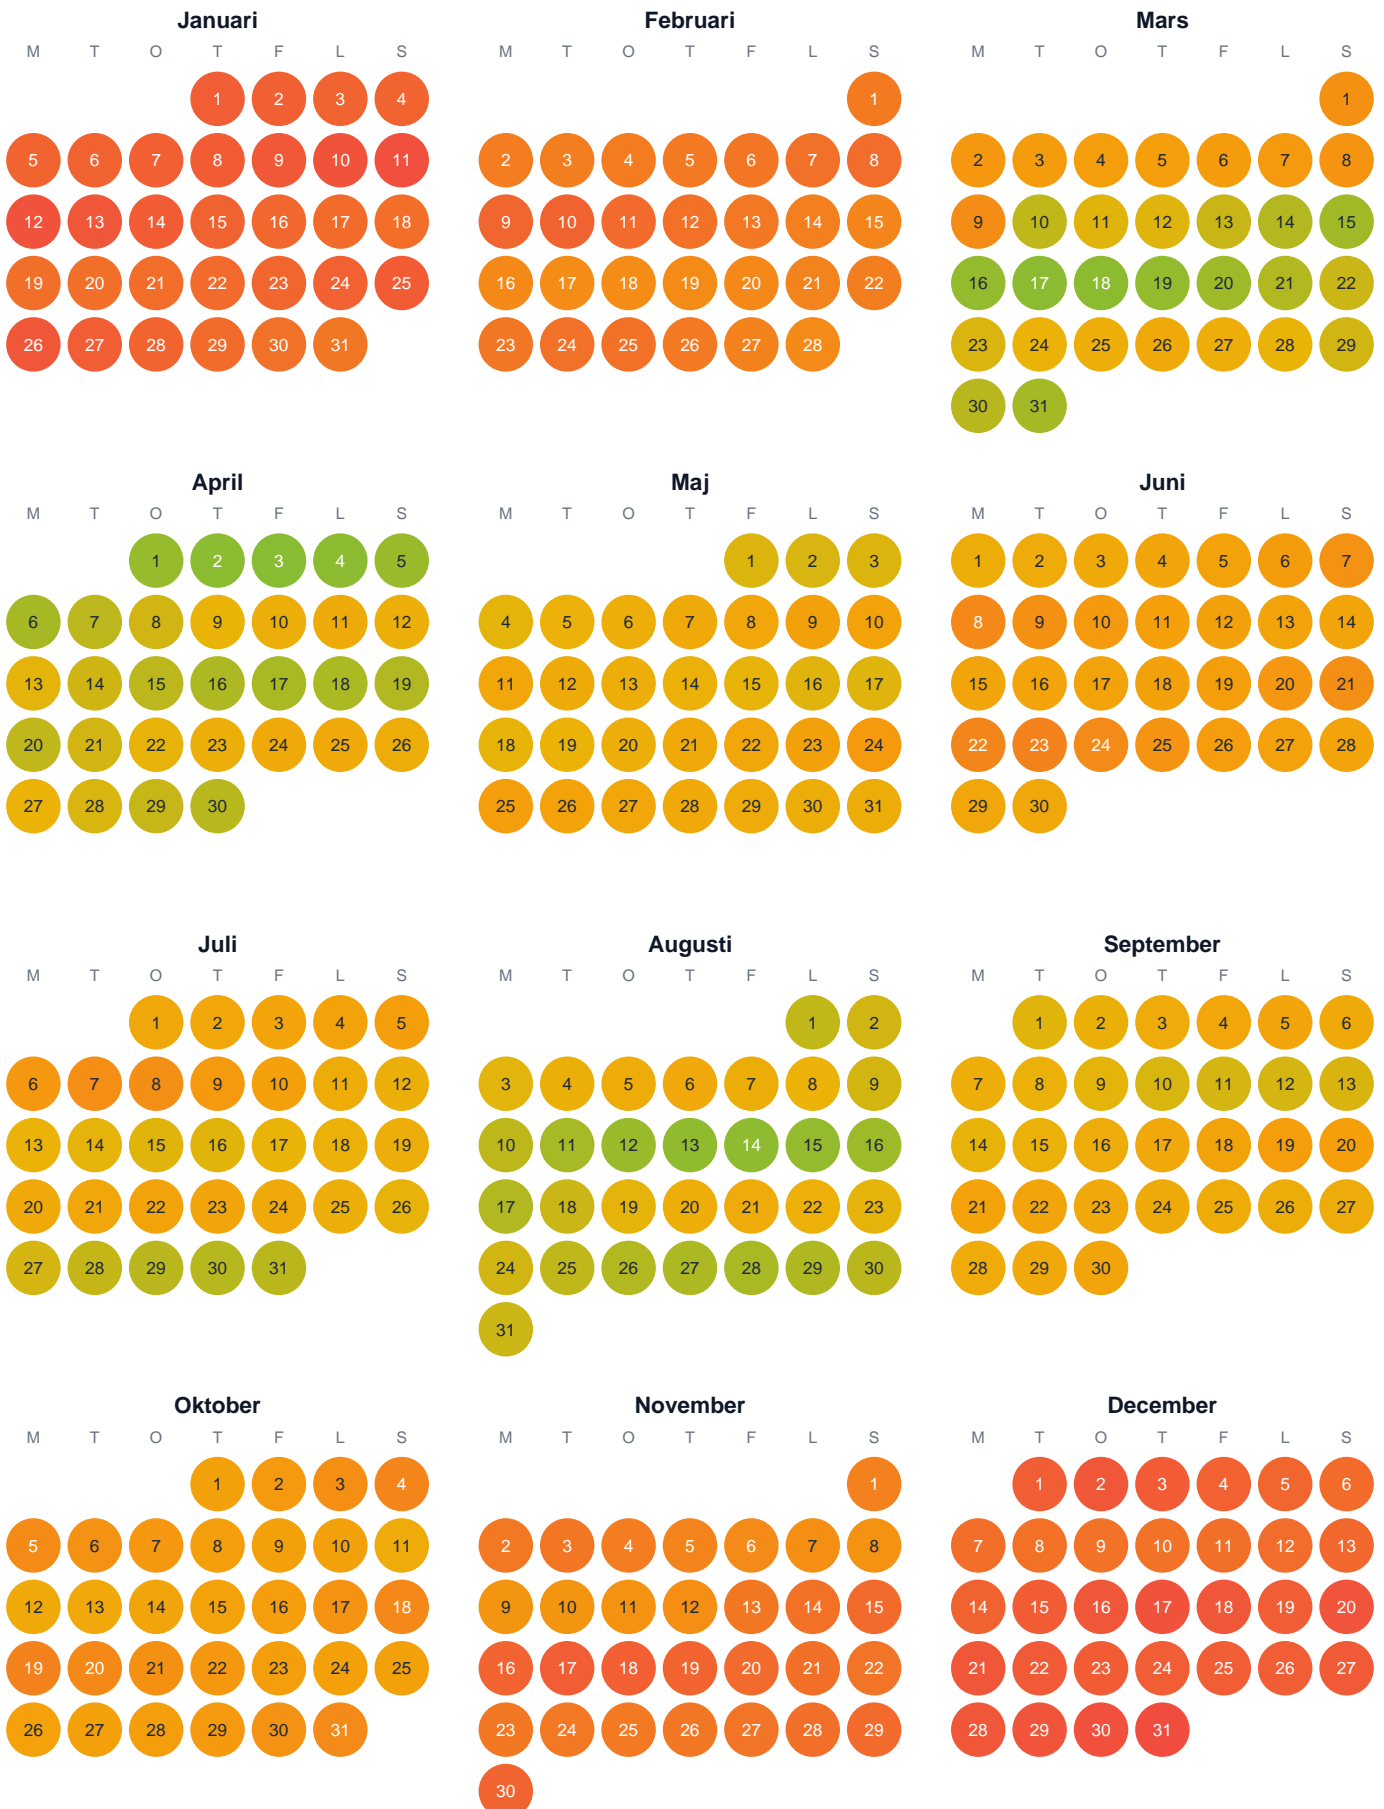 Januari
M T O T F L S
1 2 3 4
5 6 7 8 9 10 11
12 13 14 15 16 17 18
19 20 21 22 23 24 25
26 27 28 29 30 31
Februari
M T O T F L S
1
2 3 4 5 6 7 8
9 10 11 12 13 14 15
16 17 18 19 20 21 22
23 24 25 26 27 28
Mars
M T O T F L S
1
2 3 4 5 6 7 8
9 10 11 12 13 14 15
16 17 18 19 20 21 22
23 24 25 26 27 28 29
30 31
April
M T O T F L S
1 2 3 4 5
6 7 8 9 10 11 12
13 14 15 16 17 18 19
20 21 22 23 24 25 26
27 28 29 30
Maj
M T O T F L S
1 2 3
4 5 6 7 8 9 10
11 12 13 14 15 16 17
18 19 20 21 22 23 24
25 26 27 28 29 30 31
Juni
M T O T F L S
1 2 3 4 5 6 7
8 9 10 11 12 13 14
15 16 17 18 19 20 21
22 23 24 25 26 27 28
29 30
Juli
M T O T F L S
1 2 3 4 5
6 7 8 9 10 11 12
13 14 15 16 17 18 19
20 21 22 23 24 25 26
27 28 29 30 31
Augusti
M T O T F L S
1 2
3 4 5 6 7 8 9
10 11 12 13 14 15 16
17 18 19 20 21 22 23
24 25 26 27 28 29 30
31
September
M T O T F L S
1 2 3 4 5 6
7 8 9 10 11 12 13
14 15 16 17 18 19 20
21 22 23 24 25 26 27
28 29 30
Oktober
M T O T F L S
1 2 3 4
5 6 7 8 9 10 11
12 13 14 15 16 17 18
19 20 21 22 23 24 25
26 27 28 29 30 31
November
M T O T F L S
1
2 3 4 5 6 7 8
9 10 11 12 13 14 15
16 17 18 19 20 21 22
23 24 25 26 27 28 29
30
December
M T O T F L S
1 2 3 4 5 6
7 8 9 10 11 12 13
14 15 16 17 18 19 20
21 22 23 24 25 26 27
28 29 30 31